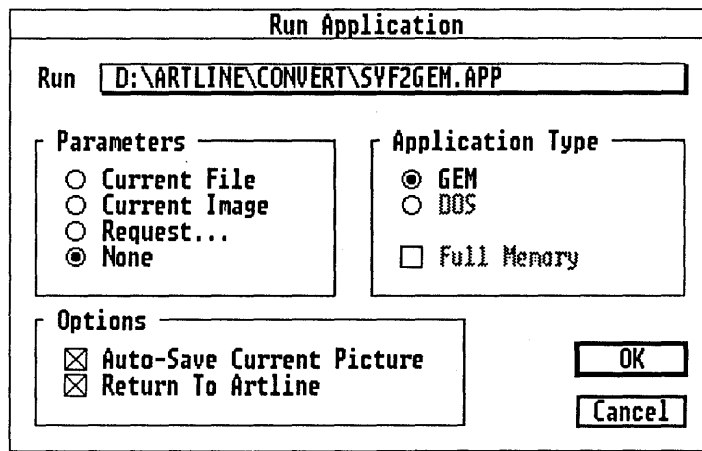 Run Application
Run D:\ARTLINE\CONVERT\SYF2GEM.APP
Parameters
Current File
Current Image
Request...
None
Application Type
GEM
DOS
Full Memory
Options
Auto-Save Current Picture
Return To Artline
OK
Cancel